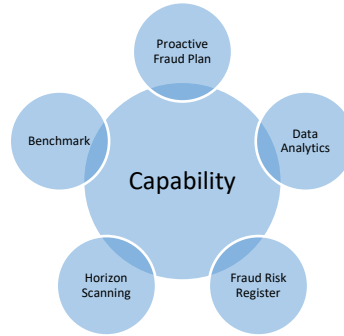 Proactive
Fraud Plan
Benchmark
Data
Analytics
Capability
Horizon
Scanning
Fraud Risk
Register